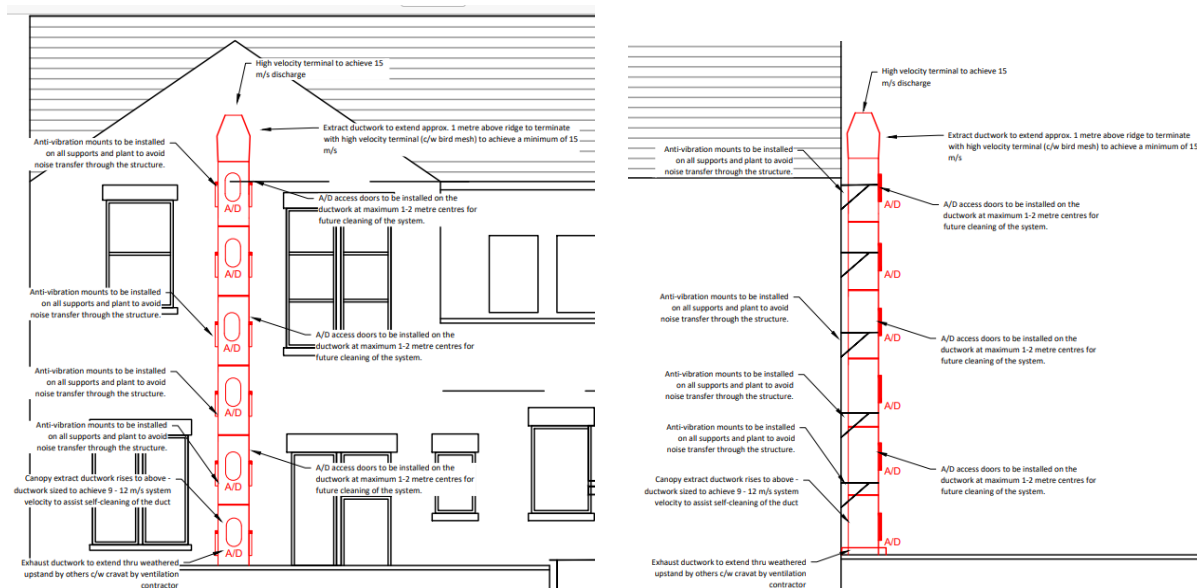 High velocity terminal to achieve 15
m/s discharge
Extract ductwork to extend approx. 1 metre above ridge to terminate
with high velocity terminal (c/w bird mesh) to achieve a minimum of 15
m/s
Anti-vibration mounts to be installed
on all supports and plant to avoid
noise transfer through the structure.
A/D
A/D access doors to be installed on the
ductwork at maximum 1-2 metre centres for
future cleaning of the system.
A/D
Anti-vibration mounts to be installed
on all supports and plant to avoid
noise transfer through the structure.
A/D
A/D access doors to be installed on the
ductwork at maximum 1-2 metre centres for
future cleaning of the system.
Anti-vibration mounts to be installed
on all supports and plant to avoid
noise transfer through the structure.
A/D
Anti-vibration mounts to be installed
on all supports and plant to avoid
noise transfer through the structure.
A/D
A/D access doors to be installed on the
ductwork at maximum 1-2 metre centres for
future cleaning of the system.
Canopy extract ductwork rises to above -
ductwork sized to achieve 9 - 12 m/s system
velocity to assist self-cleaning of the duct
A/D
Exhaust ductwork to extend thru weathered
upstand by others c/w cravat by ventilation
contractor
High velocity terminal to achieve 15
m/s discharge
Extract ductwork to extend approx. 1 metre above ridge to terminate
with high velocity terminal (c/w bird mesh) to achieve a minimum of 15
m/s
Anti-vibration mounts to be installed
on all supports and plant to avoid
noise transfer through the structure.
A/D
A/D access doors to be installed on the
ductwork at maximum 1-2 metre centres for
future cleaning of the system.
A/D
Anti-vibration mounts to be installed
on all supports and plant to avoid
noise transfer through the structure.
A/D
A/D access doors to be installed on the
ductwork at maximum 1-2 metre centres for
future cleaning of the system.
Anti-vibration mounts to be installed
on all supports and plant to avoid
noise transfer through the structure.
A/D
Anti-vibration mounts to be installed
on all supports and plant to avoid
noise transfer through the structure.
A/D
A/D access doors to be installed on the
ductwork at maximum 1-2 metre centres for
future cleaning of the system.
Canopy extract ductwork rises to above -
ductwork sized to achieve 9 - 12 m/s system
velocity to assist self-cleaning of the duct
A/D
Exhaust ductwork to extend thru weathered
upstand by others c/w cravat by ventilation
contractor